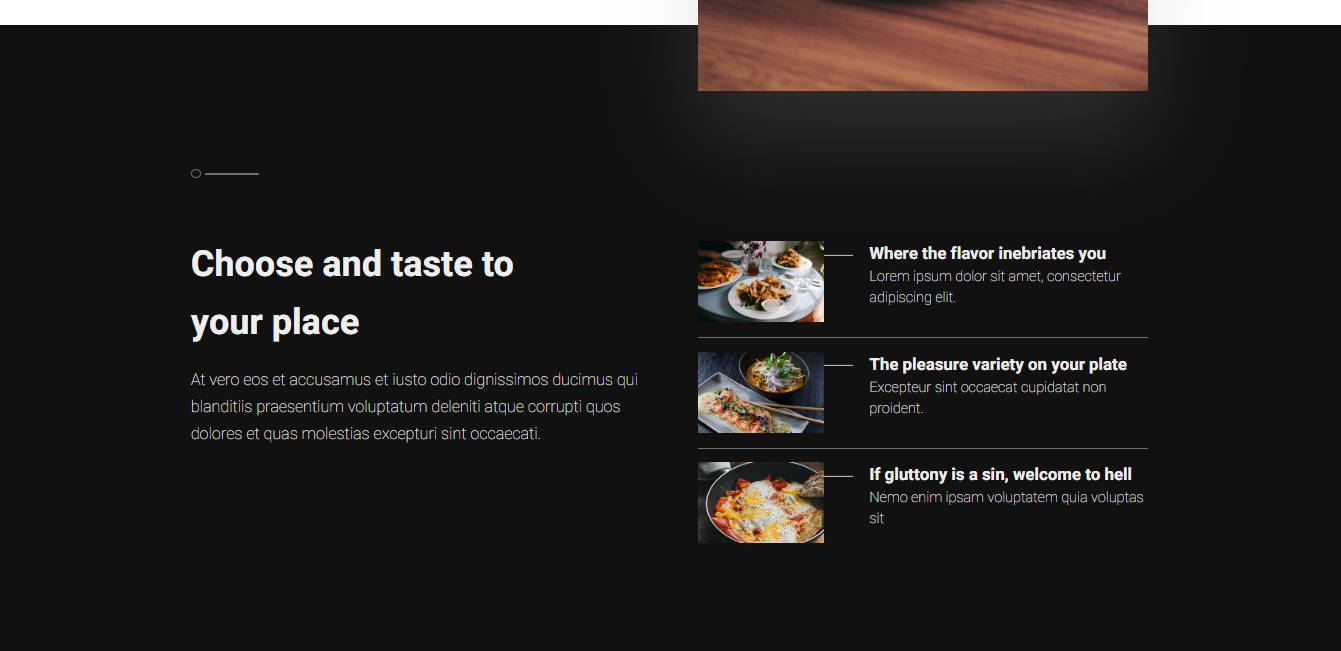 Choose and taste to
your place
At vero eos et accusamus et iusto odio dignissimos ducimus qui
blanditiis praesentium voluptatum deleniti atque corrupti quos
dolores et quas molestias excepturi sint occaecati.
Where the flavor inebriates you
Lorem ipsum dolor sit amet, consectetur
adipiscing elit.
The pleasure variety on your plate
Excepteur sint occaecat cupidatat non
proident.
If gluttony is a sin, welcome to hell
Nemo enim ipsam voluptatem quia voluptas
sit